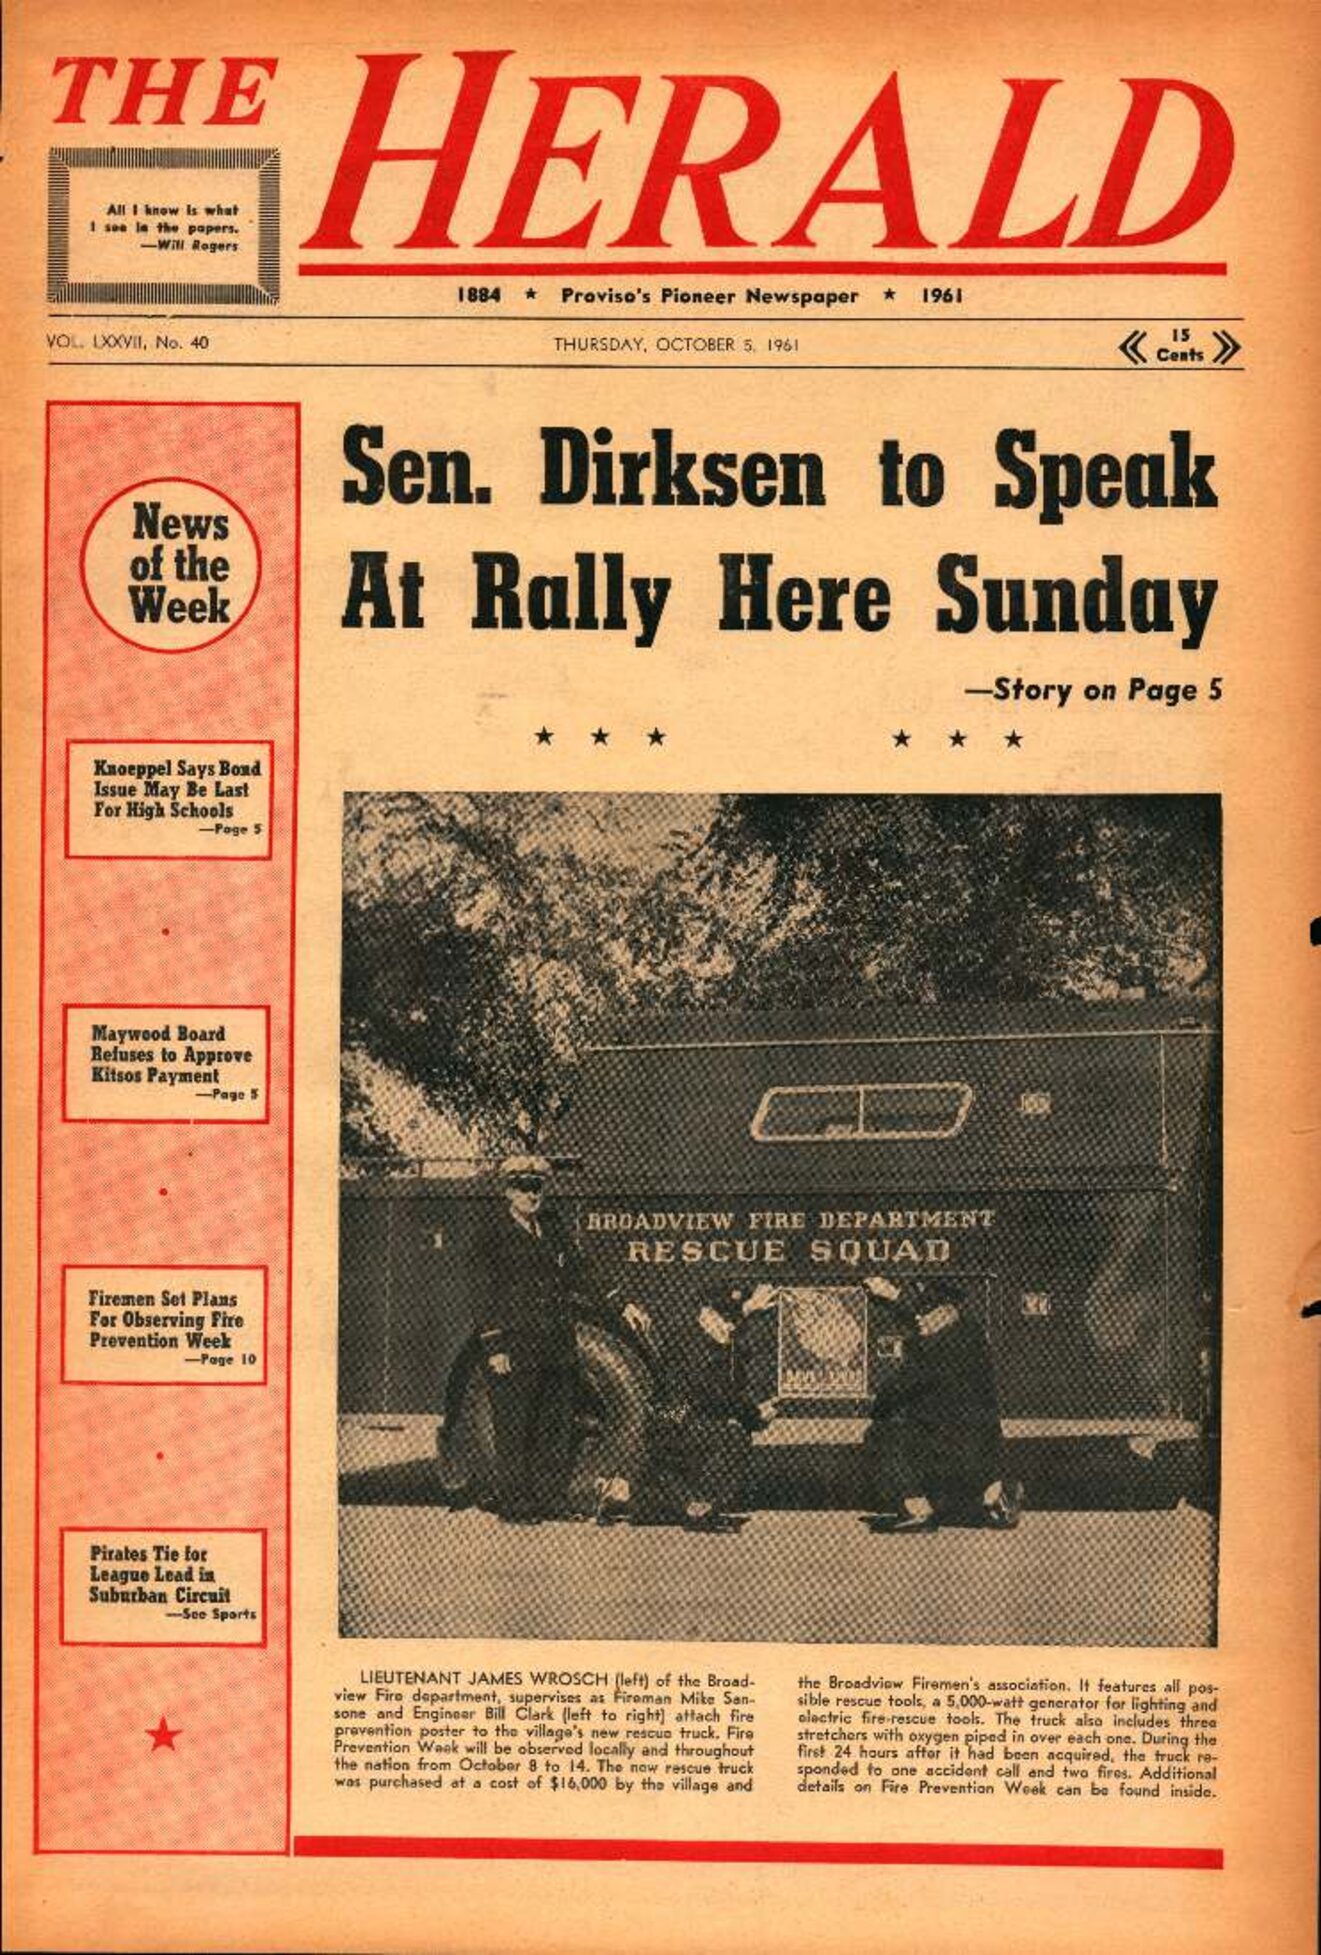 THE HERALD
All I know is what
I see in the papers.
—Will Rogers
1884 ★ Proviso's Pioneer Newspaper ★ 1961
VOL. LXXVII, No. 40
THURSDAY, OCTOBER 5, 1961
15
Cents
News
of the
Week
Knoeppel Says Bond
Issue May Be Last
For High Schools
—Page 5
Maywood Board
Refuses to Approve
Kitsos Payment
—Page 5
Firemen Set Plans
For Observing Fire
Prevention Week
—Page 10
Pirates Tie for
League Lead in
Suburban Circuit
—See Sports
Sen. Dirksen to Speak
At Rally Here Sunday
—Story on Page 5
★ ★ ★ ★ ★ ★
BROADVIEW FIRE DEPARTMENT
RESCUE SQUAD
LIEUTENANT JAMES WROSCH (left) of the Broad-
view Fire department, supervises as Fireman Mike San-
sone and Engineer Bill Clark (left to right) attach fire
prevention poster to the village's new rescue truck. Fire
Prevention Week will be observed locally and throughout
the nation from October 8 to 14. The new rescue truck
was purchased at a cost of $16,000 by the village and
the Broadview Firemen's association. It features all pos-
sible rescue tools, a 5,000-watt generator for lighting and
electric fire-rescue tools. The truck also includes three
stretchers with oxygen piped in over each one. During the
first 24 hours after it had been acquired, the truck re-
sponded to one accident call and two fires. Additional
details on Fire Prevention Week can be found inside.